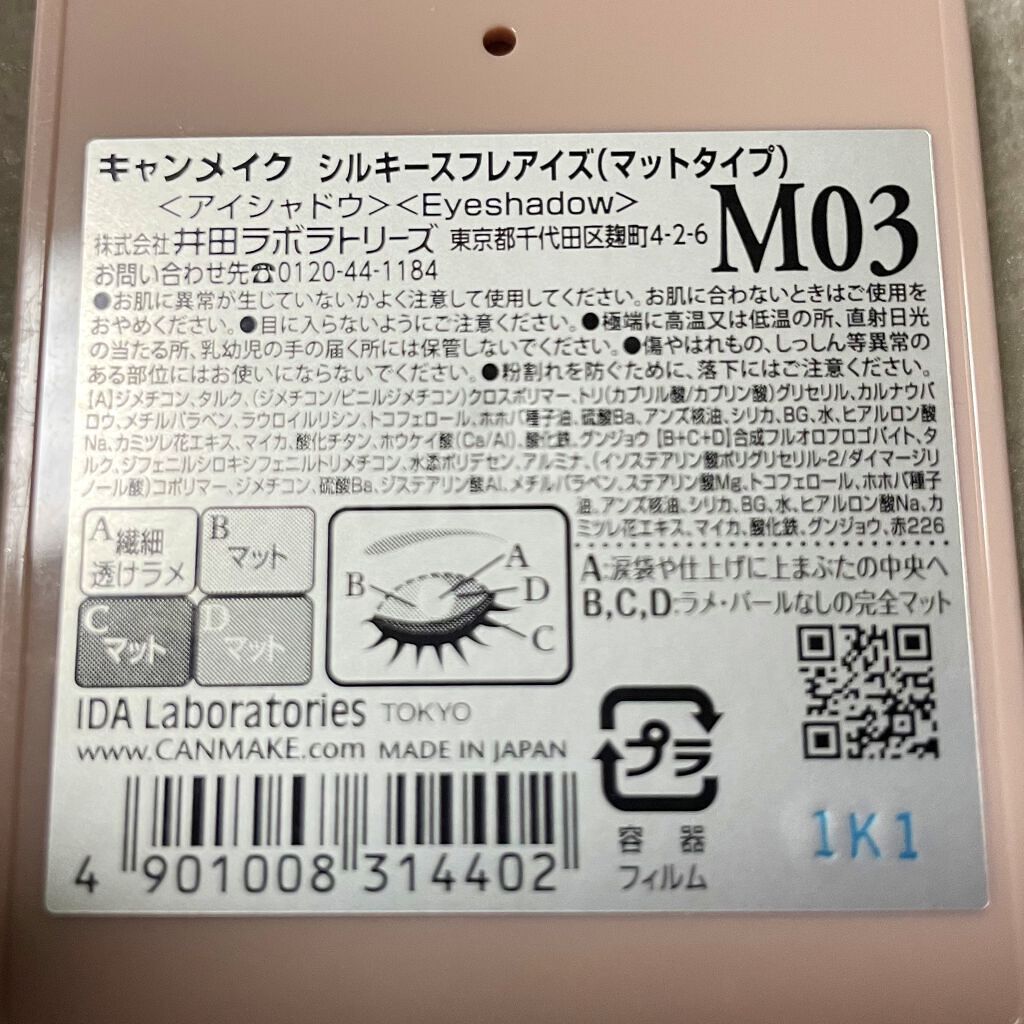 キャンメイク シルキースフレアイズ(マットタイプ)
<アイシャドウ><Eyeshadow>
M03
株式会社 井田ラボラトリーズ 東京都千代田区麹町4-2-6
お問い合わせ先☎0120-44-1184
●お肌に異常が生じていないかよく注意して使用してください。お肌に合わないときはご使用を
おやめください。●目に入らないようにご注意ください。●極端に高温又は低温の所、直射日光
の当たる所、乳幼児の手の届く所には保管しないでください。●傷やはれもの、しっしん等異常の
ある部位にはお使いにならないでください。●粉割れを防ぐために、落下にはご注意ください。
[A]ジメチコン、タルク、(ジメチコン/ビニルジメチコン)クロスポリマー、トリ(カプリル酸/カプリン酸)グリセリル、カルナウバ
ロウ、メチルパラベン、ラウロイルリシン、トコフェロール、ホホバ種子油、硫酸Ba、アンズ核油、シリカ、BG、水、ヒアルロン酸
Na、カミツレ花エキス、マイカ、酸化チタン、ホウケイ酸(Ca/Al)、酸化鉄、グンジョウ [B+C+D]合成フルオロフロゴパイト、タ
ルク、ジフェニルシロキシフェニルトリメチコン、水添ポリデセン、アルミナ、(イソステアリン酸ポリグリセリル-2/ダイマージリ
ノール酸)コポリマー、ジメチコン、硫酸Ba、ジステアリン酸Al、メチルパラベン、ステアリン酸Mg、トコフェロール、ホホバ種子
油、アンズ核油、シリカ、BG、水、ヒアルロン酸Na、カ
ミツレ花エキス、マイカ、酸化鉄、グンジョウ、赤226
A
繊細
透けラメ
B
マット
C
マット
D
マット
A
B
D
C
A:涙袋や仕上げに上まぶたの中央へ
B,C,D:ラメ・パールなしの完全マット
IDA Laboratories TOKYO
www.CANMAKE.com MADE IN JAPAN
プラ
容器
フィルム
1K1
4 901008 314402